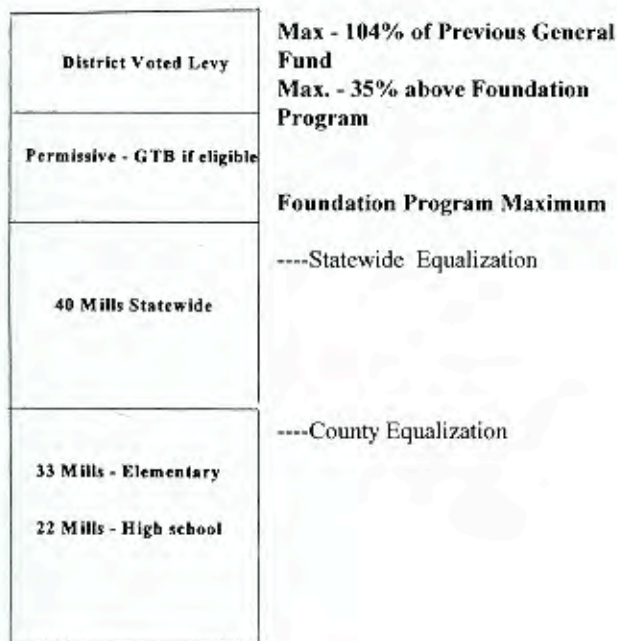 District Voted Levy
Max - 104% of Previous General
Fund
Max. - 35% above Foundation
Program
Permissive - GTB if eligible
Foundation Program Maximum
----Statewide Equalization
40 Mills Statewide
----County Equalization
33 Mills - Elementary
22 Mills - High school